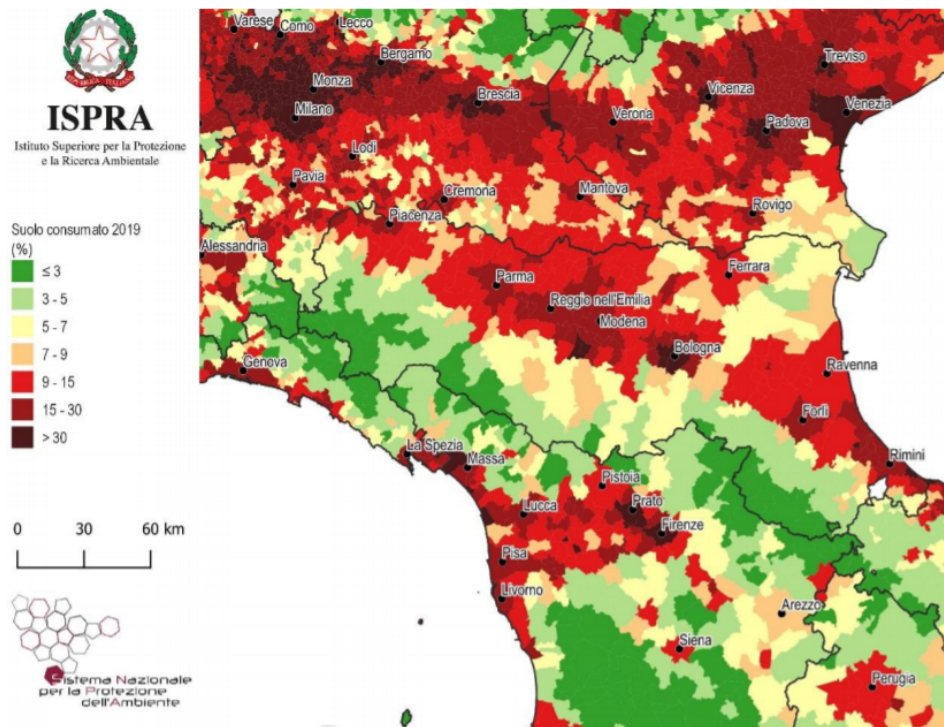 REPVBBLICA ITALIANA
ISPRA
Istituto Superiore per la Protezione
e la Ricerca Ambientale
Suolo consumato 2019
(%)
≤ 3
3 - 5
5 - 7
7 - 9
9 - 15
15 - 30
> 30
0 30 60 km
Sistema Nazionale
per la Protezione
dell'Ambiente
Varese
Como
Lecco
Bergamo
Monza
Milano
Brescia
Treviso
Vicenza
Venezia
Verona
Padova
Lodi
Pavia
Cremona
Mantova
Rovigo
Piacenza
Alessandria
Parma
Ferrara
Reggio nell'Emilia
Modena
Bologna
Genova
Ravenna
Forlì
La Spezia
Massa
Rimini
Pistoia
Lucca
Prato
Firenze
Pisa
Livorno
Arezzo
Siena
Perugia